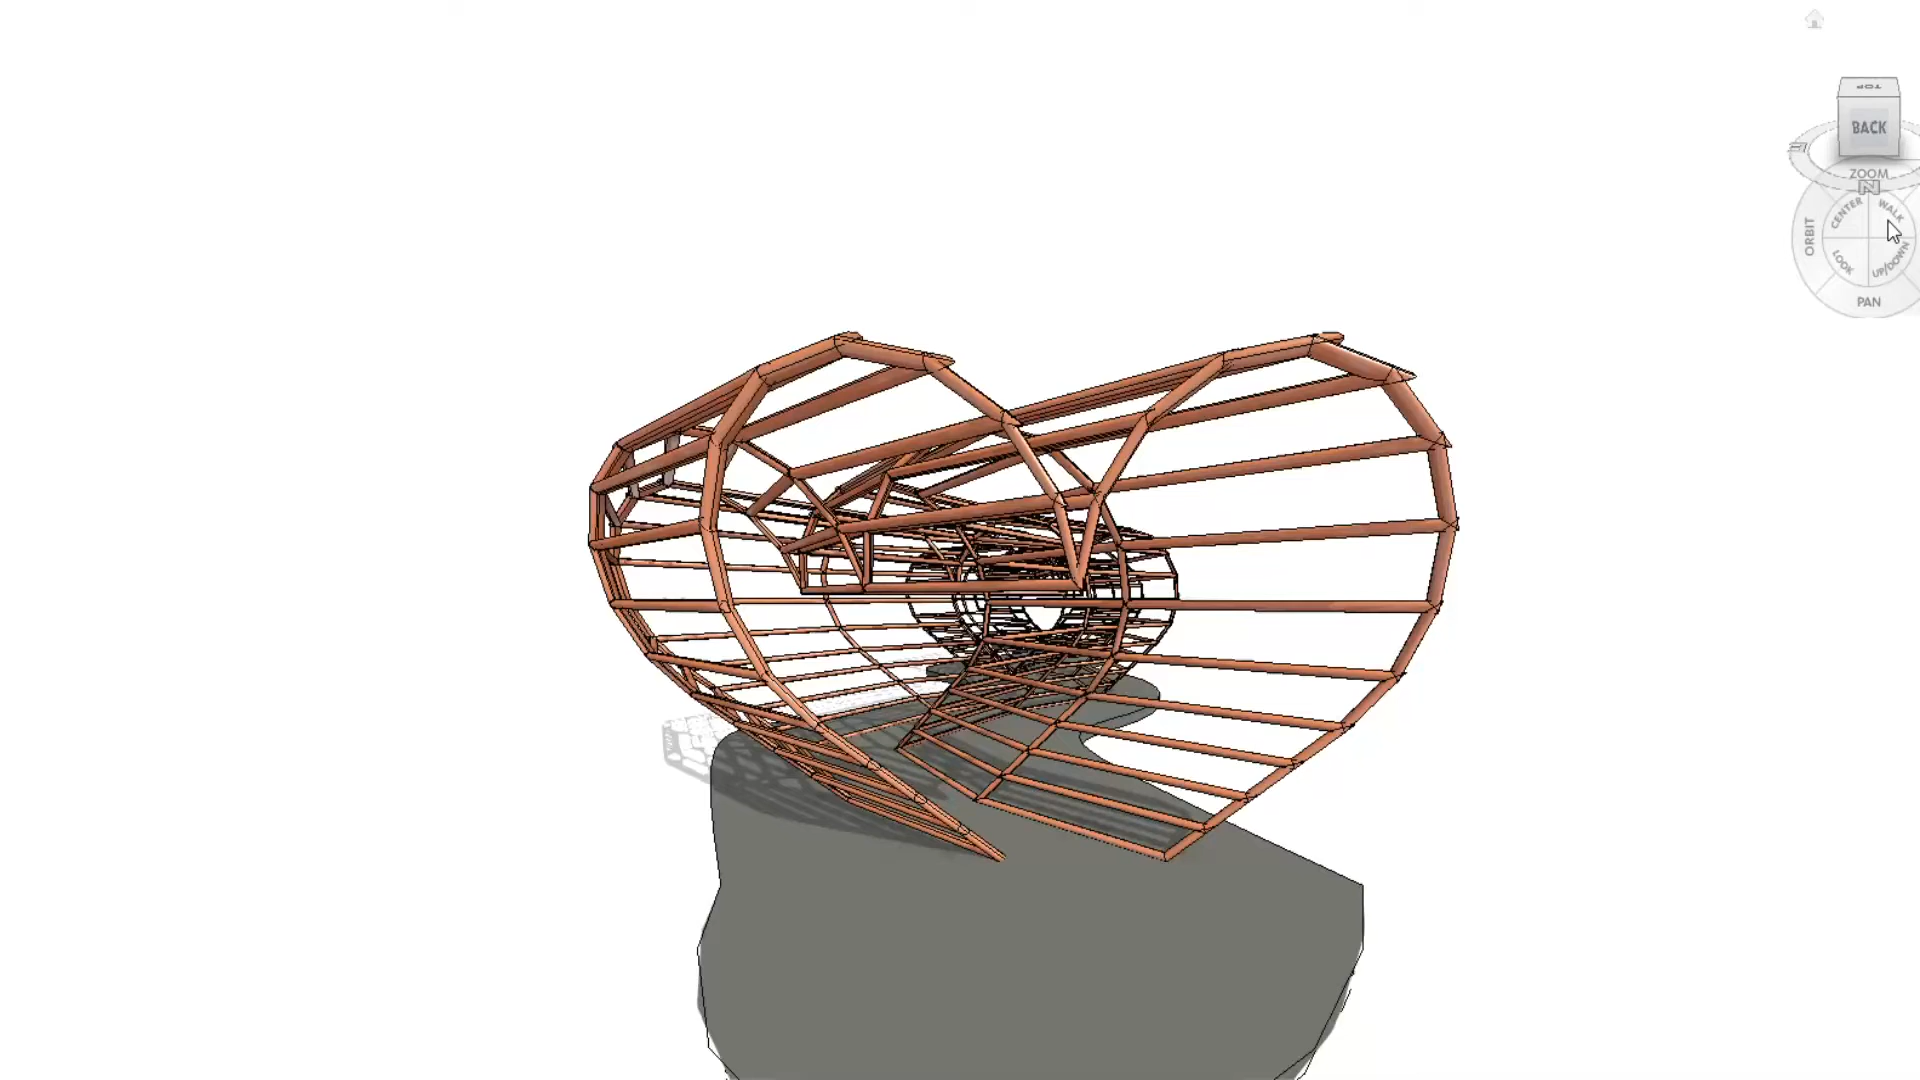 TOP
BACK
E
ZOOM
N
CENTER
WALK
ORBIT
LOOK
UP/DOWN
PAN